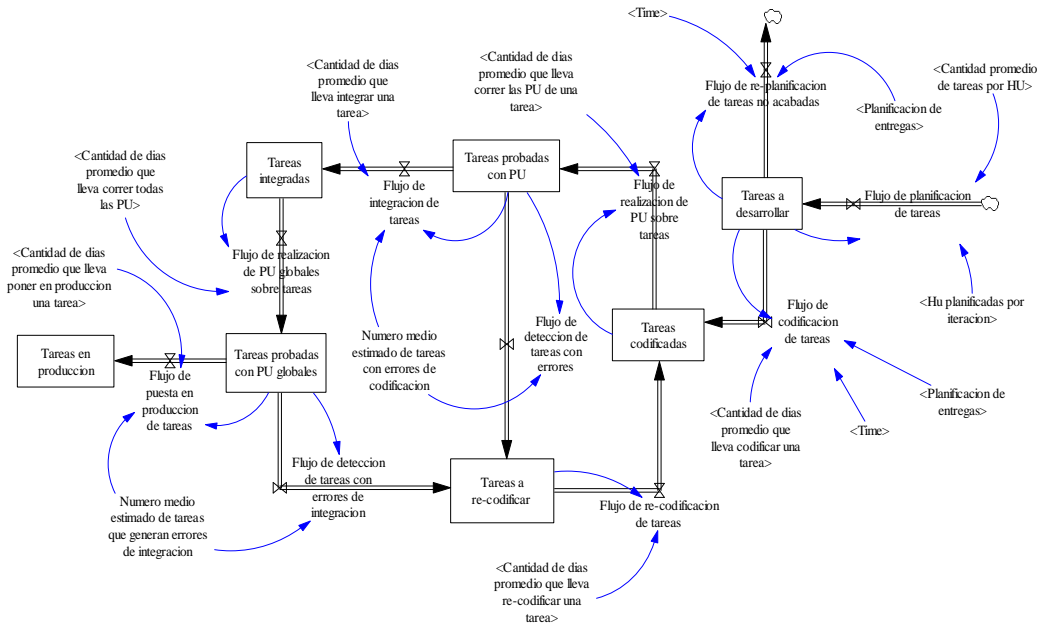 <Time>
<Cantidad de dias
promedio que
lleva integrar una
tarea>
<Cantidad de dias
promedio que lleva
correr las PU de una
tarea>
Flujo de re-planificacion
de tareas no acabadas
<Cantidad promedio
de tareas por HU>
<Planificacion de
entregas>
<Cantidad de dias
promedio que
lleva correr todas
las PU>
Tareas
integradas
Tareas probadas
con PU
Flujo de
integracion de
tareas
Flujo de
realizacion de
PU sobre
tareas
Tareas a
desarrollar
Flujo de planificacion
de tareas
<Cantidad de dias
promedio que lleva
poner en produccion
una tarea>
Flujo de realizacion
de PU globales
sobre tareas
<Hu planificadas por
iteracion>
Flujo de
codificacion
de tareas
Tareas en
produccion
Tareas probadas
con PU globales
Numero medio
estimado de tareas
con errores de
codificacion
Flujo de
deteccion de
tareas con
errores
Tareas
codificadas
Flujo de
puesta en
produccion
de tareas
<Planificacion de
entregas>
<Cantidad de dias
promedio que
lleva codificar una
tarea>
<Time>
Flujo de deteccion
de tareas con
errores de
integracion
Tareas a
re-codificar
Numero medio
estimado de tareas
que generan errores
de integracion
Flujo de re-codificacion
de tareas
<Cantidad de dias
promedio que lleva
re-codificar una
tarea>